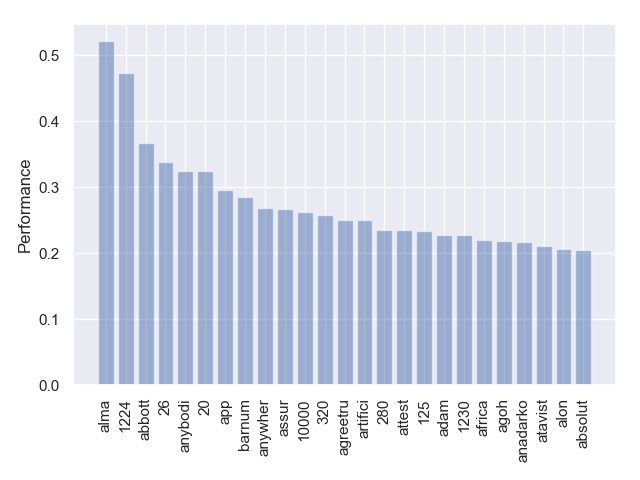 0.5
0.4
0.3
0.2
0.1
0.0
Performance
alma
1224
abbott
26
anybodi
20
app
barnum
anywher
assur
10000
320
agreetru
artifici
280
attest
125
adam
1230
africa
agoh
anadarko
atavist
alon
absolut